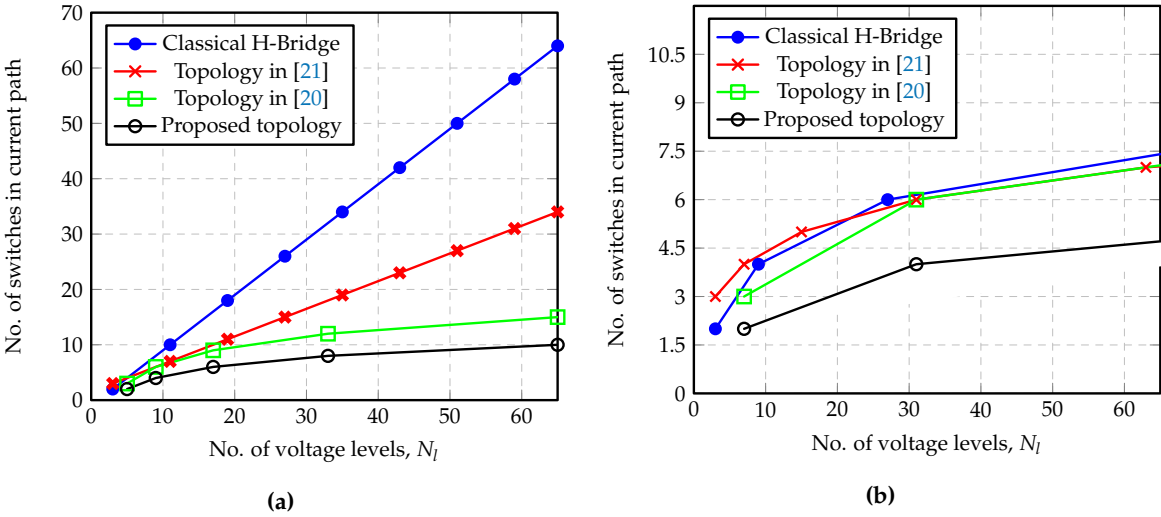 70
60
50
40
30
20
10
0
No. of switches in current path
Classical H-Bridge
Topology in [21]
Topology in [20]
Proposed topology
0 10 20 30 40 50 60
No. of voltage levels, N_l
(a)
10.5
9
7.5
6
4.5
3
1.5
0
No. of switches in current path
Classical H-Bridge
Topology in [21]
Topology in [20]
Proposed topology
0 10 20 30 40 50 60
No. of voltage levels, N_l
(b)